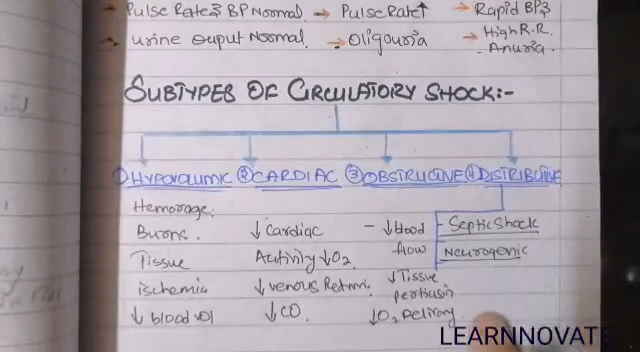 → Pulse Rate & BP Normal → Pulse Rate↑ → Rapid BP &
→ Urine Ouput Normal → Oligouria → High R.R.
- Anuria.
SUBTYPES OF CIRCULATORY SHOCK:-
① HYPOVOLUMIC ② CARDIAC ③ OBSTRUCTIVE ④ DISTRIBUTIVE
Hemorage.
Burns. ↓ Cardiac - ↓ blood - Septic Shock
Tissue Activity ↓ O2. flow Neurogenic
ischemia ↓ venous Return. ↓ Tissue
perfusion
↓ blood vol ↓ CO. ↓ O2 Delivary.
LEARNNOVATE